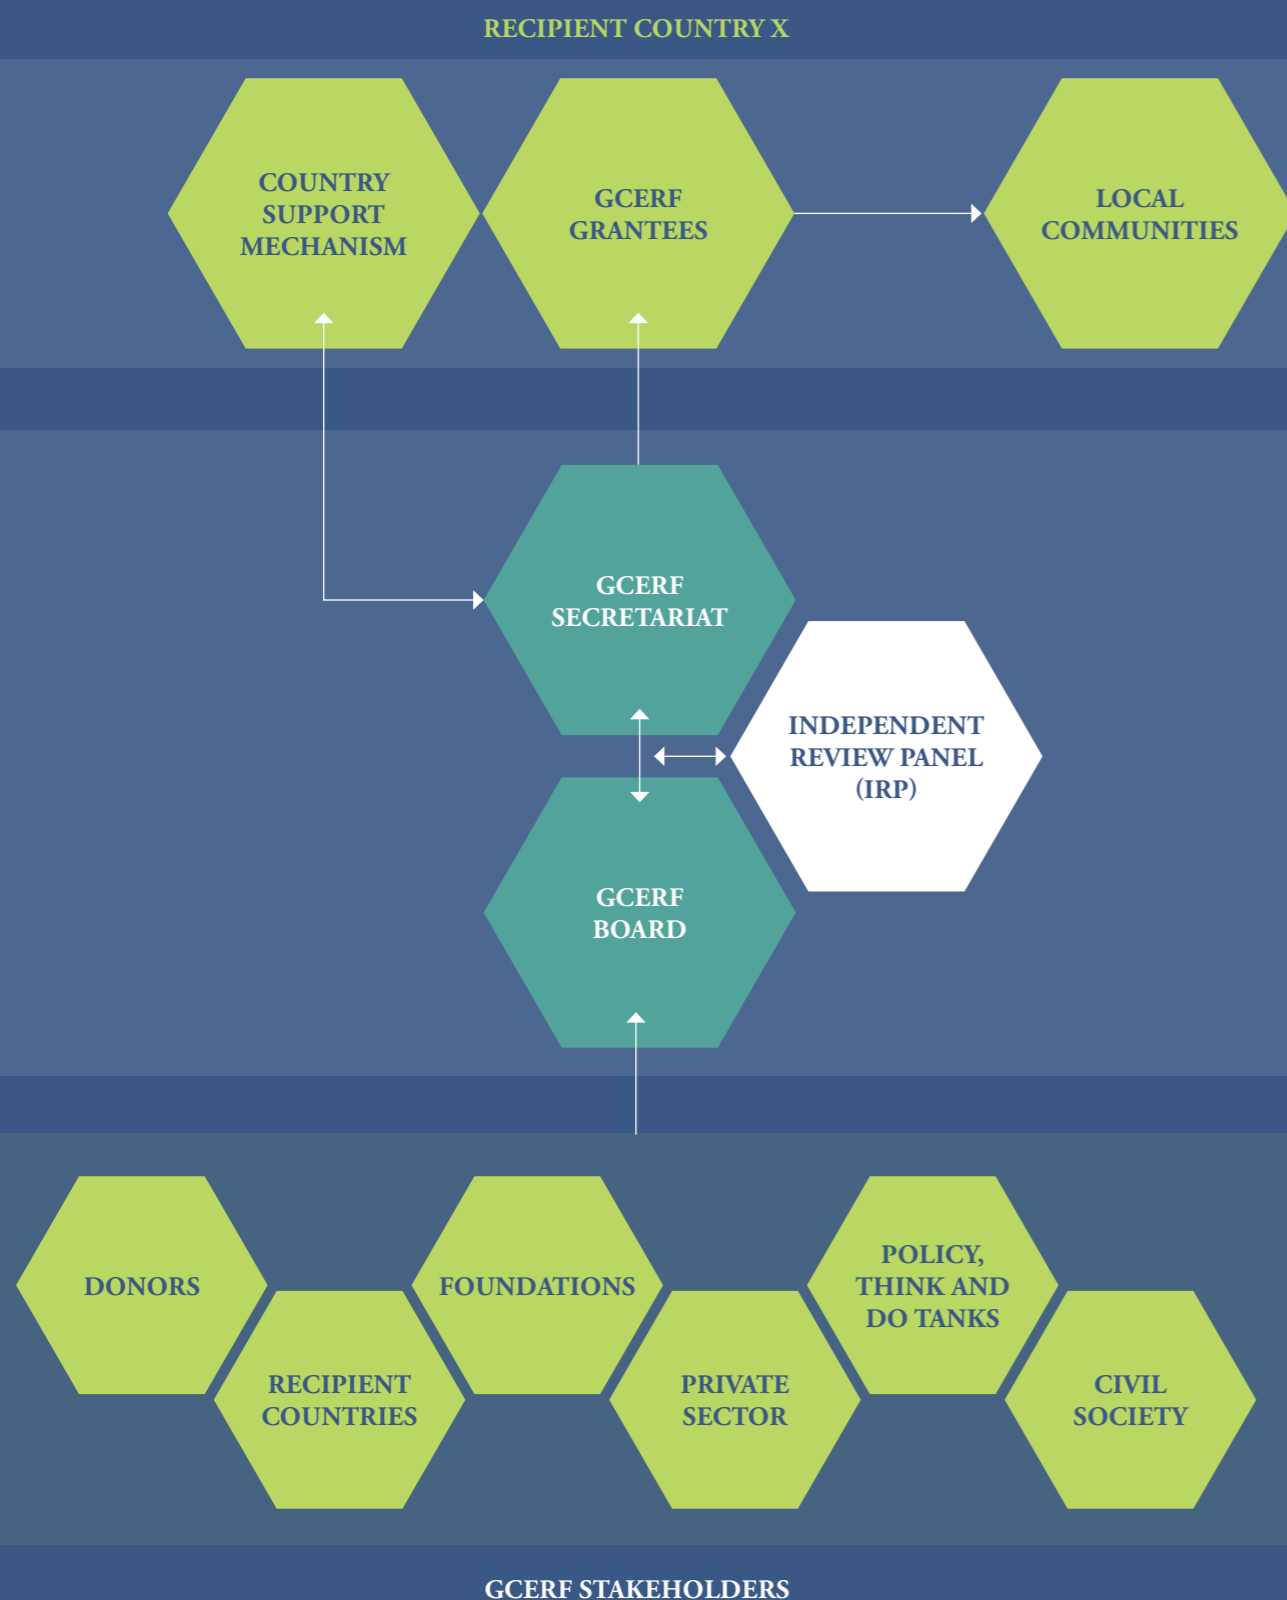 RECIPIENT COUNTRY X
COUNTRY
SUPPORT
MECHANISM
GCERF
GRANTEES
LOCAL
COMMUNITIES
GCERF
SECRETARIAT
INDEPENDENT
REVIEW PANEL
(IRP)
GCERF
BOARD
DONORS
RECIPIENT
COUNTRIES
FOUNDATIONS
PRIVATE
SECTOR
POLICY,
THINK AND
DO TANKS
CIVIL
SOCIETY
GCERF STAKEHOLDERS